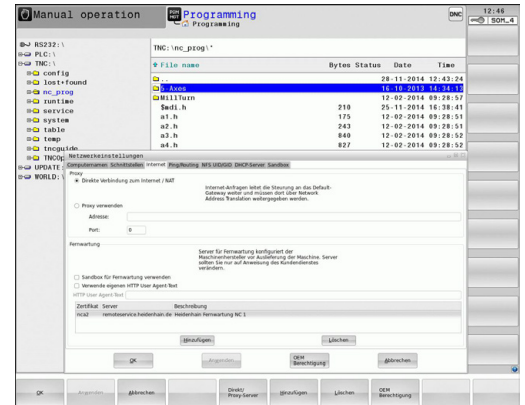 Manual operation
PGM MGT
Programming
Programming
DNC
12:46
SOM_4
RS232:\
PLC:\
TNC:\
config
lost+found
nc_prog
runtime
service
system
table
temp
tncguide
UPDATE:
WORLD:\
TNC:\nc_prog\*
File name Bytes Status Date Time
.. 28-11-2014 12:43:24
5-Axes 16-10-2013 14:34:13
MillTurn 12-02-2014 09:28:57
$mdi.h 210 25-11-2014 16:38:41
a1.h 175 12-02-2014 09:28:51
a2.h 243 12-02-2014 09:28:51
a3.h 840 12-02-2014 09:28:52
a4.h 827 12-02-2014 09:28:52
Netzwerkeinstellungen
Computernamen Schnittstellen Internet Ping/Routing NFS UID/GID DHCP-Server Sandbox
Proxy
Direkte Verbindung zum Internet / NAT
Internet-Anfragen leitet die Steurung an das Default-
Gateway weiter und müssen dort über Network
Address Translation weitergegeben werden.
Proxy verwenden
Adresse:
Port: 0
Fernwartung
Server für Fernwartung konfiguriert der
Maschinenhersteller vor Auslieferung der Maschine. Server
sollten Sie nur auf Anweisung des Kundendienstes
verändern.
Sandbox für Fernwartung verwenden
Verwende eigenen HTTP User Agent-Text
HTTP User Agent-Text
Zertifikat Server Beschreibung
nca2 remoteservice.heidenhain.de Heidenhain Fernwartung NC 1
Hinzufügen
Löschen
OK
Anwenden
OEM
Berechtigung
Abbrechen
OK
Anwenden
Abbrechen
Direkt/
Proxy-Server
Hinzufügen
Löschen
OEM
Berechtigung